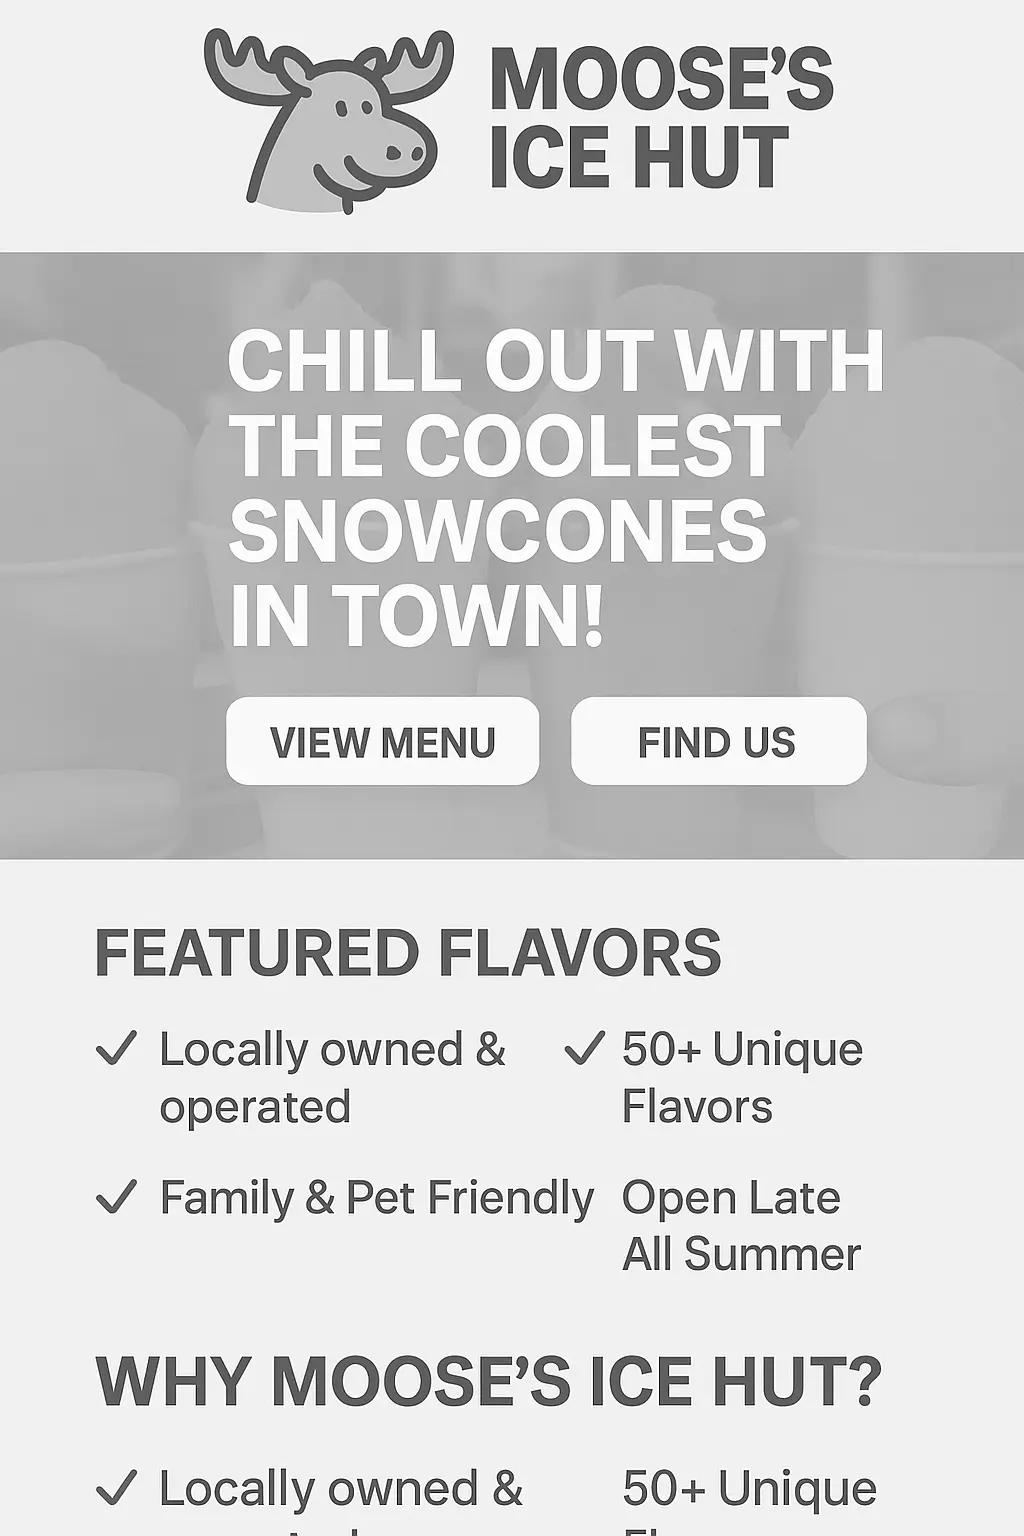 MOOSE'S
ICE HUT
CHILL OUT WITH
THE COOLEST
SNOWCONES
IN TOWN!
VIEW MENU
FIND US
FEATURED FLAVORS
Locally owned &
operated
50+ Unique
Flavors
Family & Pet Friendly
Open Late
All Summer
WHY MOOSE'S ICE HUT?
Locally owned &
50+ Unique